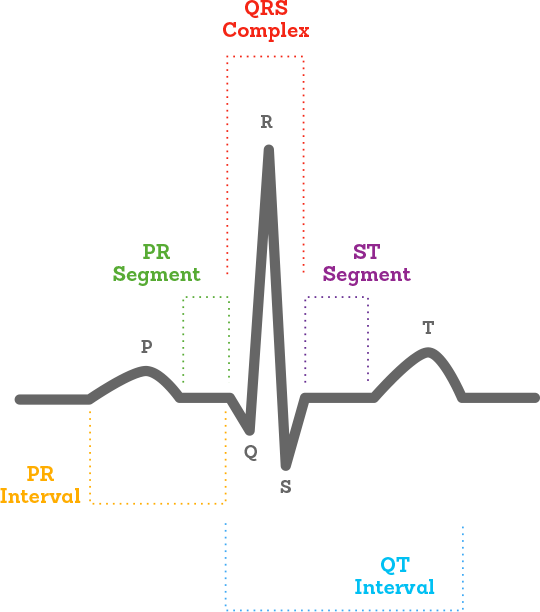 QRS
Complex
R
PR
Segment
ST
Segment
T
P
Q
PR
Interval
S
QT
Interval